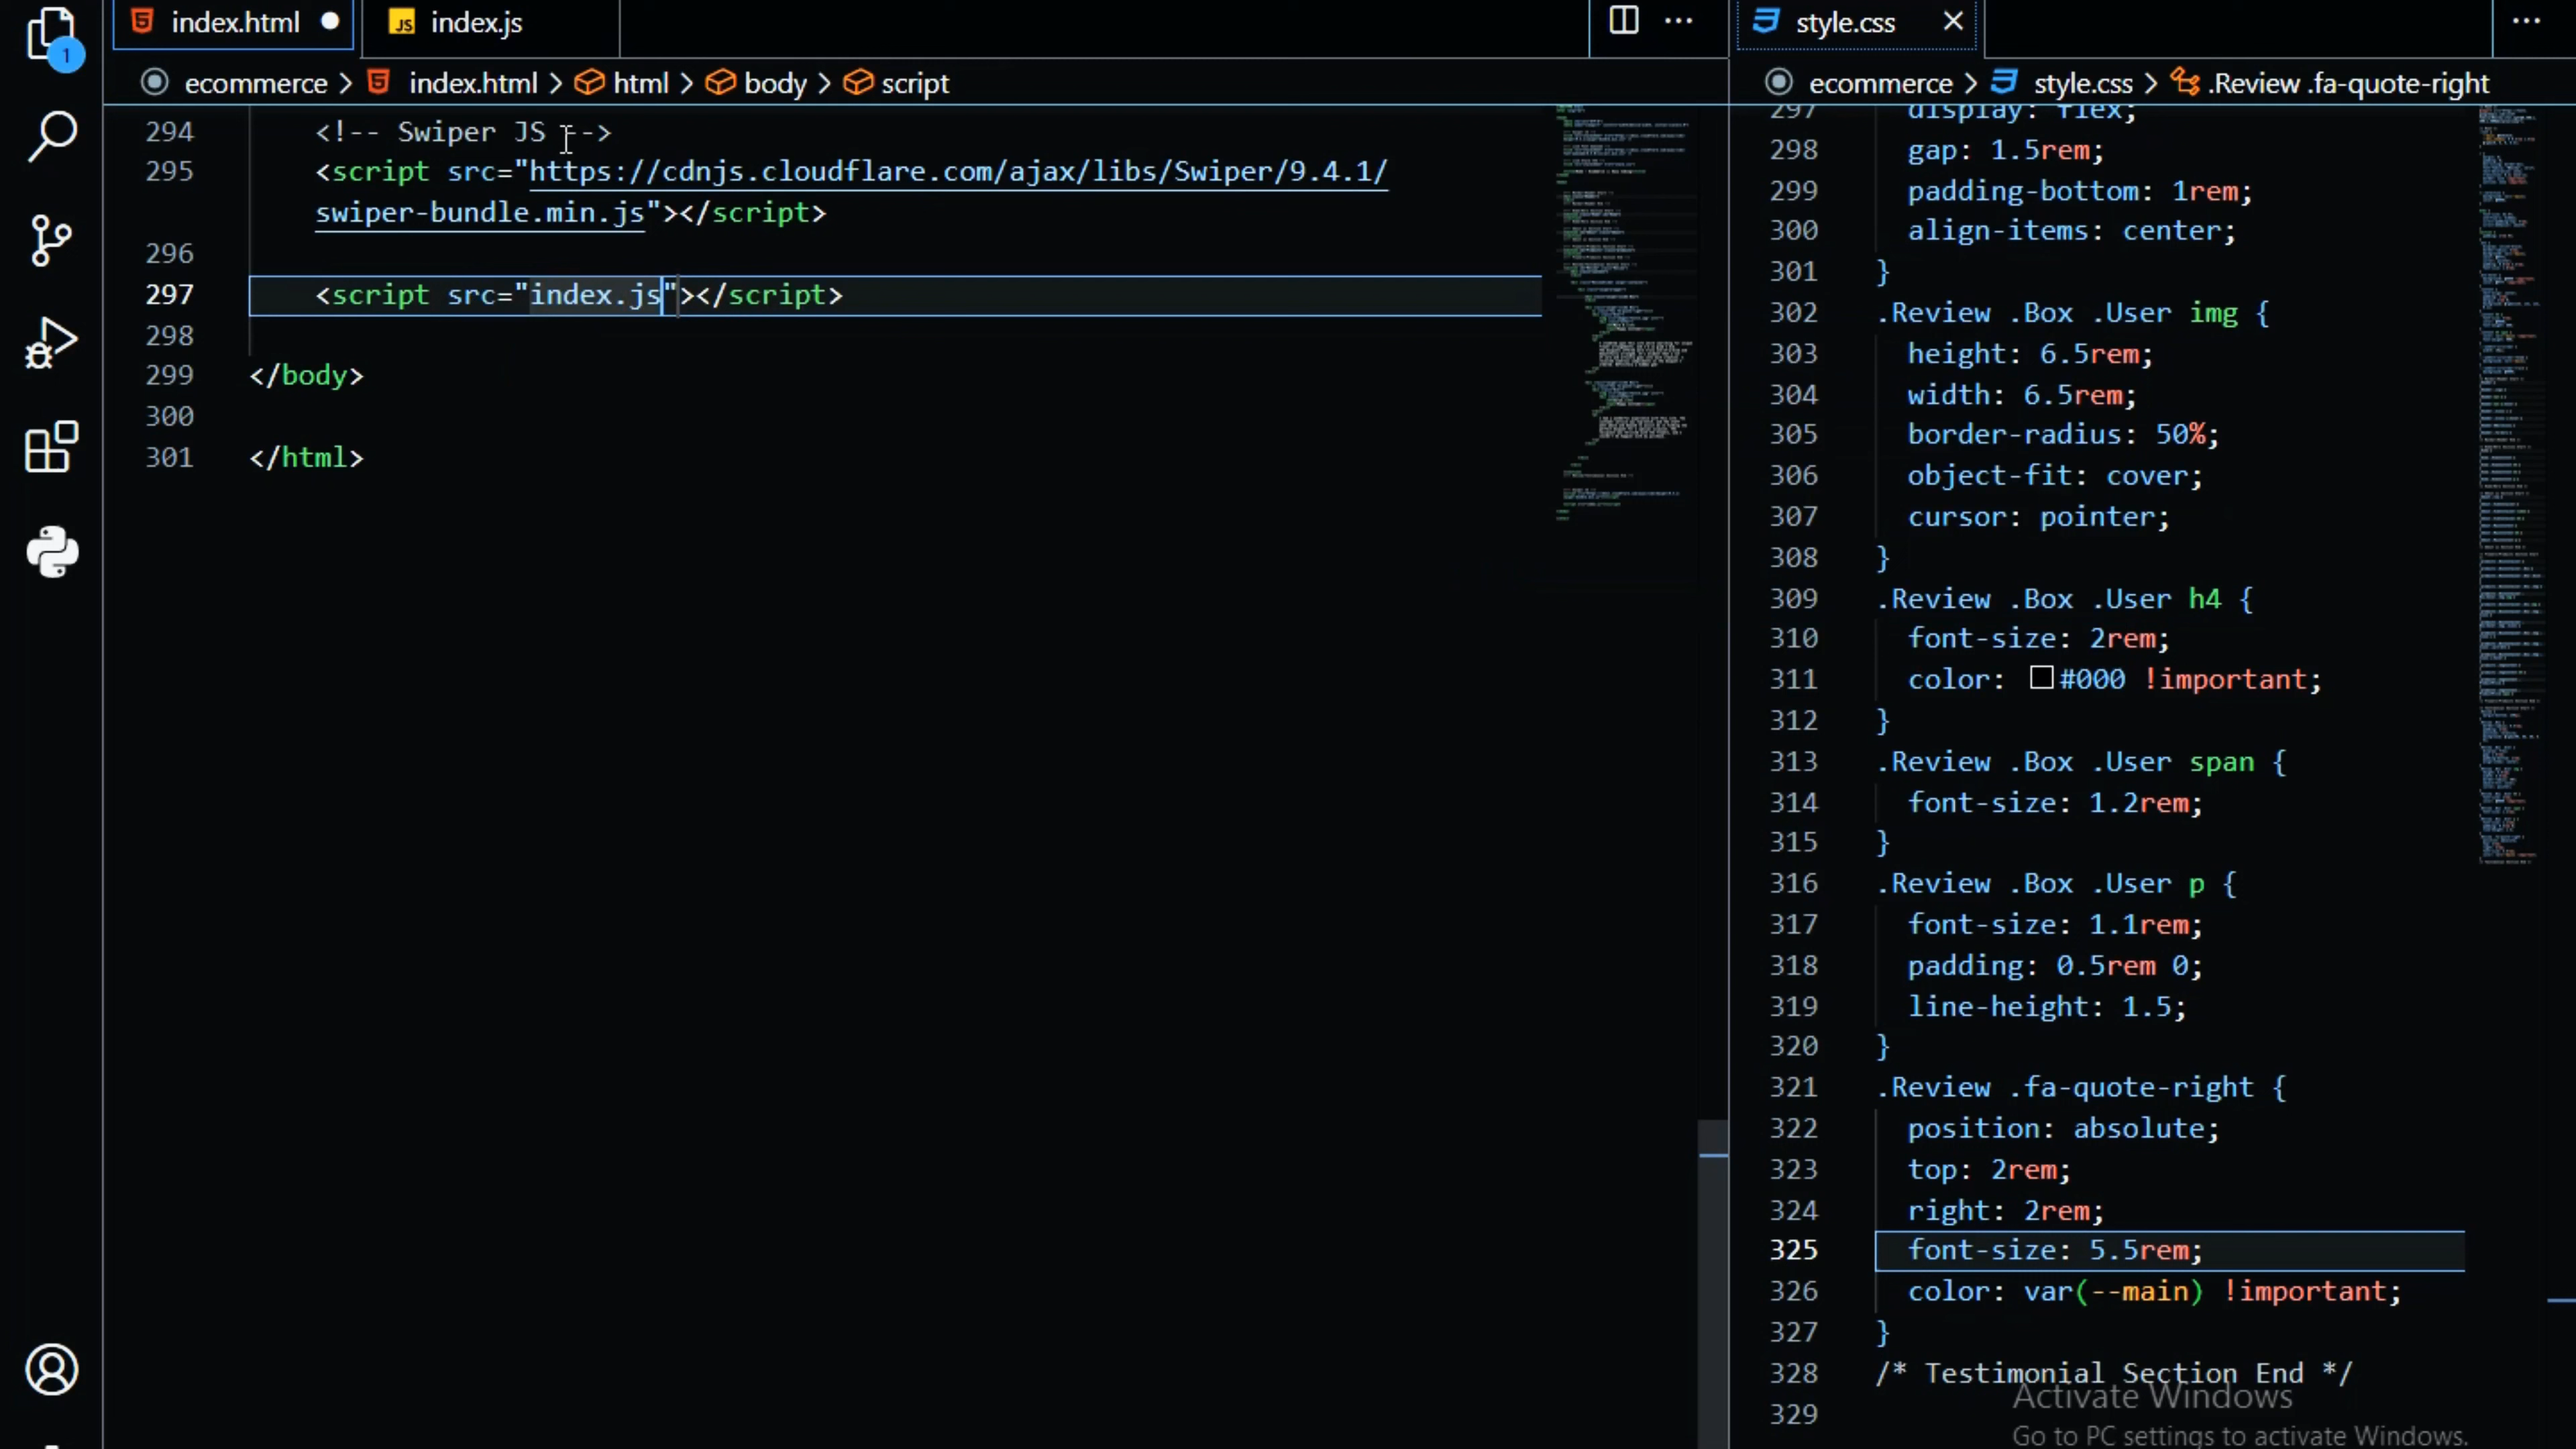 index.html
JS index.js
style.css
1
ecommerce > index.html > html > body > script
294 <!-- Swiper JS -->
295 <script src="https://cdnjs.cloudflare.com/ajax/libs/Swiper/9.4.1/
swiper-bundle.min.js"></script>
296
297 <script src="index.js"></script>
298
299 </body>
300
301 </html>
ecommerce > style.css > .Review .fa-quote-right
297 display: flex;
298 gap: 1.5rem;
299 padding-bottom: 1rem;
300 align-items: center;
301 }
302 .Review .Box .User img {
303 height: 6.5rem;
304 width: 6.5rem;
305 border-radius: 50%;
306 object-fit: cover;
307 cursor: pointer;
308 }
309 .Review .Box .User h4 {
310 font-size: 2rem;
311 color: #000 !important;
312 }
313 .Review .Box .User span {
314 font-size: 1.2rem;
315 }
316 .Review .Box .User p {
317 font-size: 1.1rem;
318 padding: 0.5rem 0;
319 line-height: 1.5;
320 }
321 .Review .fa-quote-right {
322 position: absolute;
323 top: 2rem;
324 right: 2rem;
325 font-size: 5.5rem;
326 color: var(--main) !important;
327 }
328 /* Testimonial Section End */
329
Activate Windows
Go to PC settings to activate Windows.